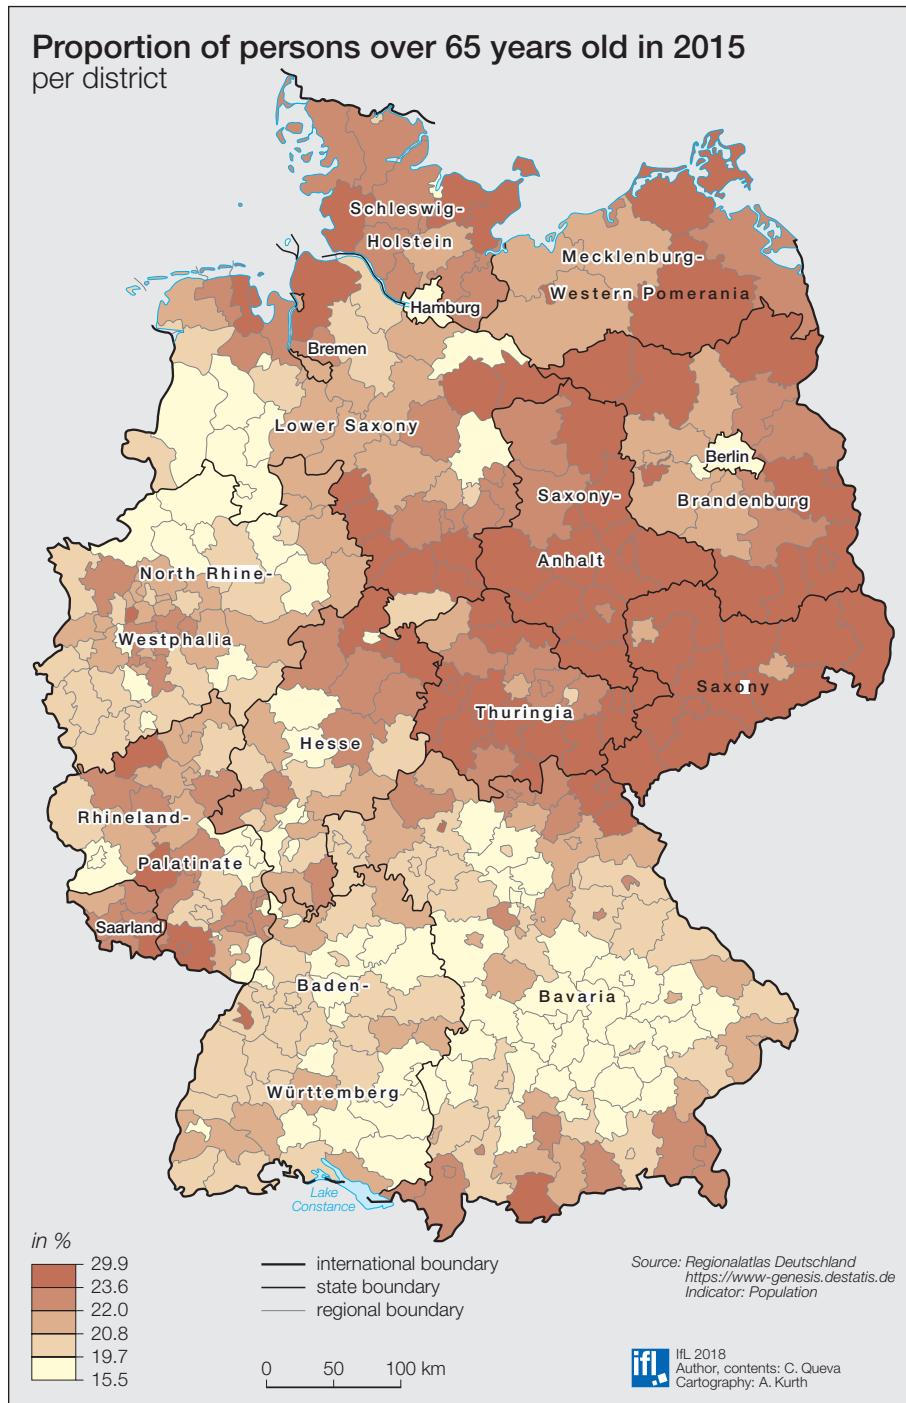 Proportion of persons over 65 years old in 2015
per district
Schleswig-
Holstein
Mecklenburg-
Western Pomerania
Hamburg
Bremen
Lower Saxony
Berlin
Saxony-
Brandenburg
Anhalt
North Rhine-
Westphalia
Saxony
Thuringia
Hesse
Rhineland-
Palatinate
Saarland
Baden-
Bavaria
Württemberg
Lake
Constance
in %
29.9
23.6
22.0
20.8
19.7
15.5
international boundary
state boundary
regional boundary
0 50 100 km
Source: Regionalatlas Deutschland
https://www-genesis.destatis.de
Indicator: Population
ifl
IfL 2018
Author, contents: C. Queva
Cartography: A. Kurth